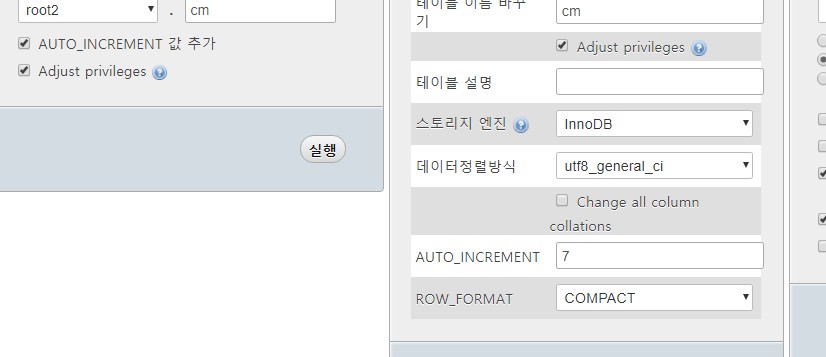 root2 . cm
AUTO_INCREMENT 값 추가
Adjust privileges
실행
테이블 이름 바꾸
기
cm
Adjust privileges
테이블 설명
스토리지 엔진 InnoDB
데이터정렬방식 utf8_general_ci
Change all column
collations
AUTO_INCREMENT 7
ROW_FORMAT COMPACT